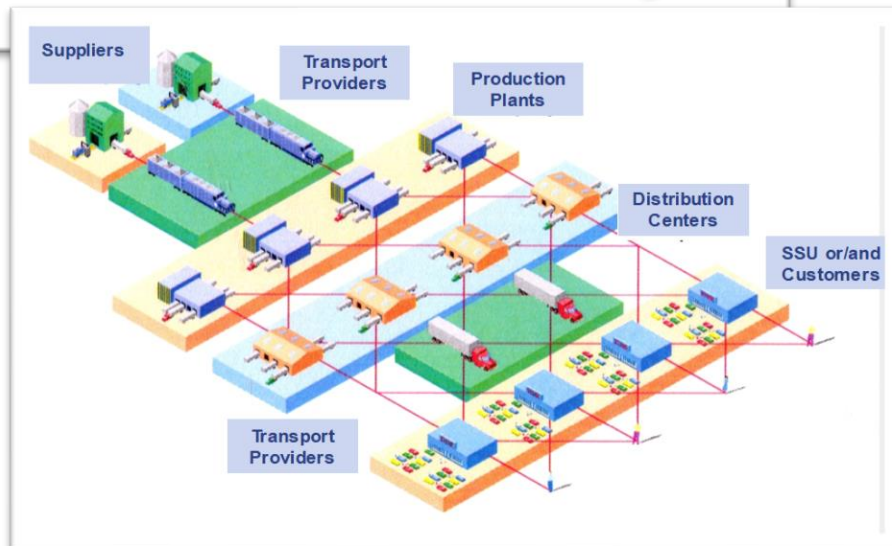 Suppliers
Transport
Providers
Production
Plants
Distribution
Centers
SSU or/and
Customers
Transport
Providers